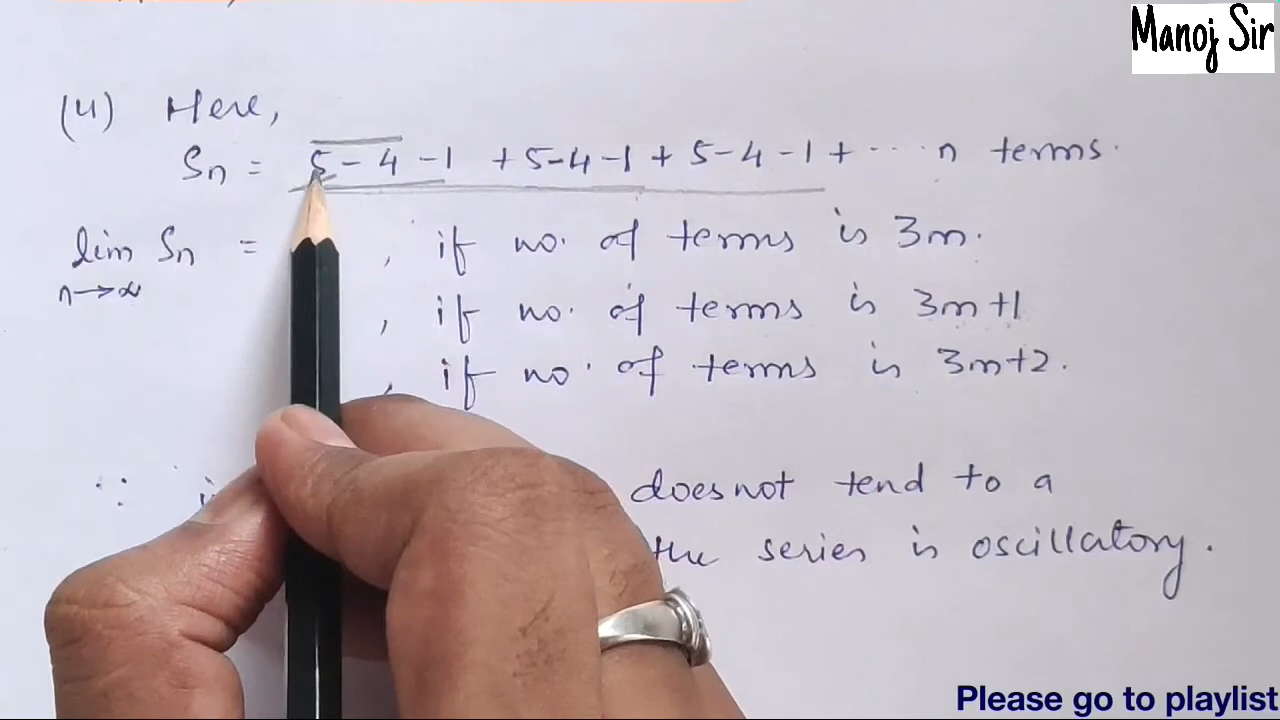 Manoj Sir
(4) Here,
Sn = 5 - 4 - 1 + 5 - 4 - 1 + 5 - 4 - 1 + ···· n terms.
lim Sn = , if no. of terms is 3m.
n→∞
, if no. of terms is 3m+1
, if no. of terms is 3m+2.
∵ does not tend to a
the series is oscillatory.
Please go to playlist